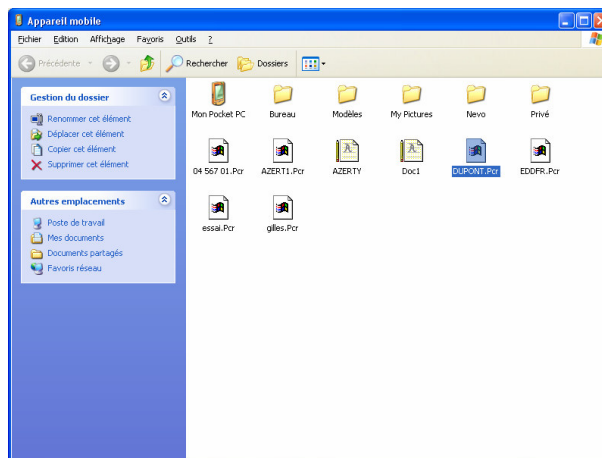 Appareil mobile
Fichier Edition Affichage Favoris Outils ?
Précédente Rechercher Dossiers
Gestion du dossier
Renommer cet élément
Déplacer cet élément
Copier cet élément
Supprimer cet élément
Autres emplacements
Poste de travail
Mes documents
Documents partagés
Favoris réseau
Mon Pocket PC Bureau Modèles My Pictures Nevo Privé
04 567 01.Pcr AZERT1.Pcr AZERTY Doc1 DUPONT.Pcr EDDFR.Pcr
essai.Pcr gilles.Pcr